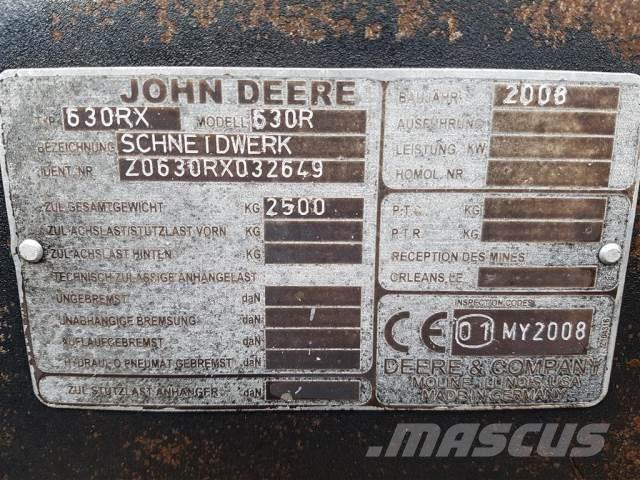 JOHN DEERE
TYP 630RX MODELL 630R
BEZEICHNUNG SCHNEIDWERK
IDENT. NR Z0630RX032649
ZUL GESAMTGEWICHT KG 2500
ZUL ACHSLAST/STÜTZLAST VORN KG
ZUL ACHSLAST HINTEN KG
TECHNISCH ZULÄSSIGE ANHÄNGELAST
UNGEBREMST daN
UNABHÄNGIGE BREMSUNG daN
AUFLAUFGEBREMST daN
HYDRAUL O PNEUMAT GEBREMST daN
ZUL STÜTZLAST ANHÄNGER daN
BAUJAHR 2008
AUSFÜHRUNG
LEISTUNG KW
HOMOL. NR
P.T. KG
P.T.R. KG
RECEPTION DES MINES
ORLEANS, LE
INSPECTION CODES
CE 01 MY2008
DEERE & COMPANY
MOLINE, ILLINOIS, USA
MADE IN GERMANY
MASCUS